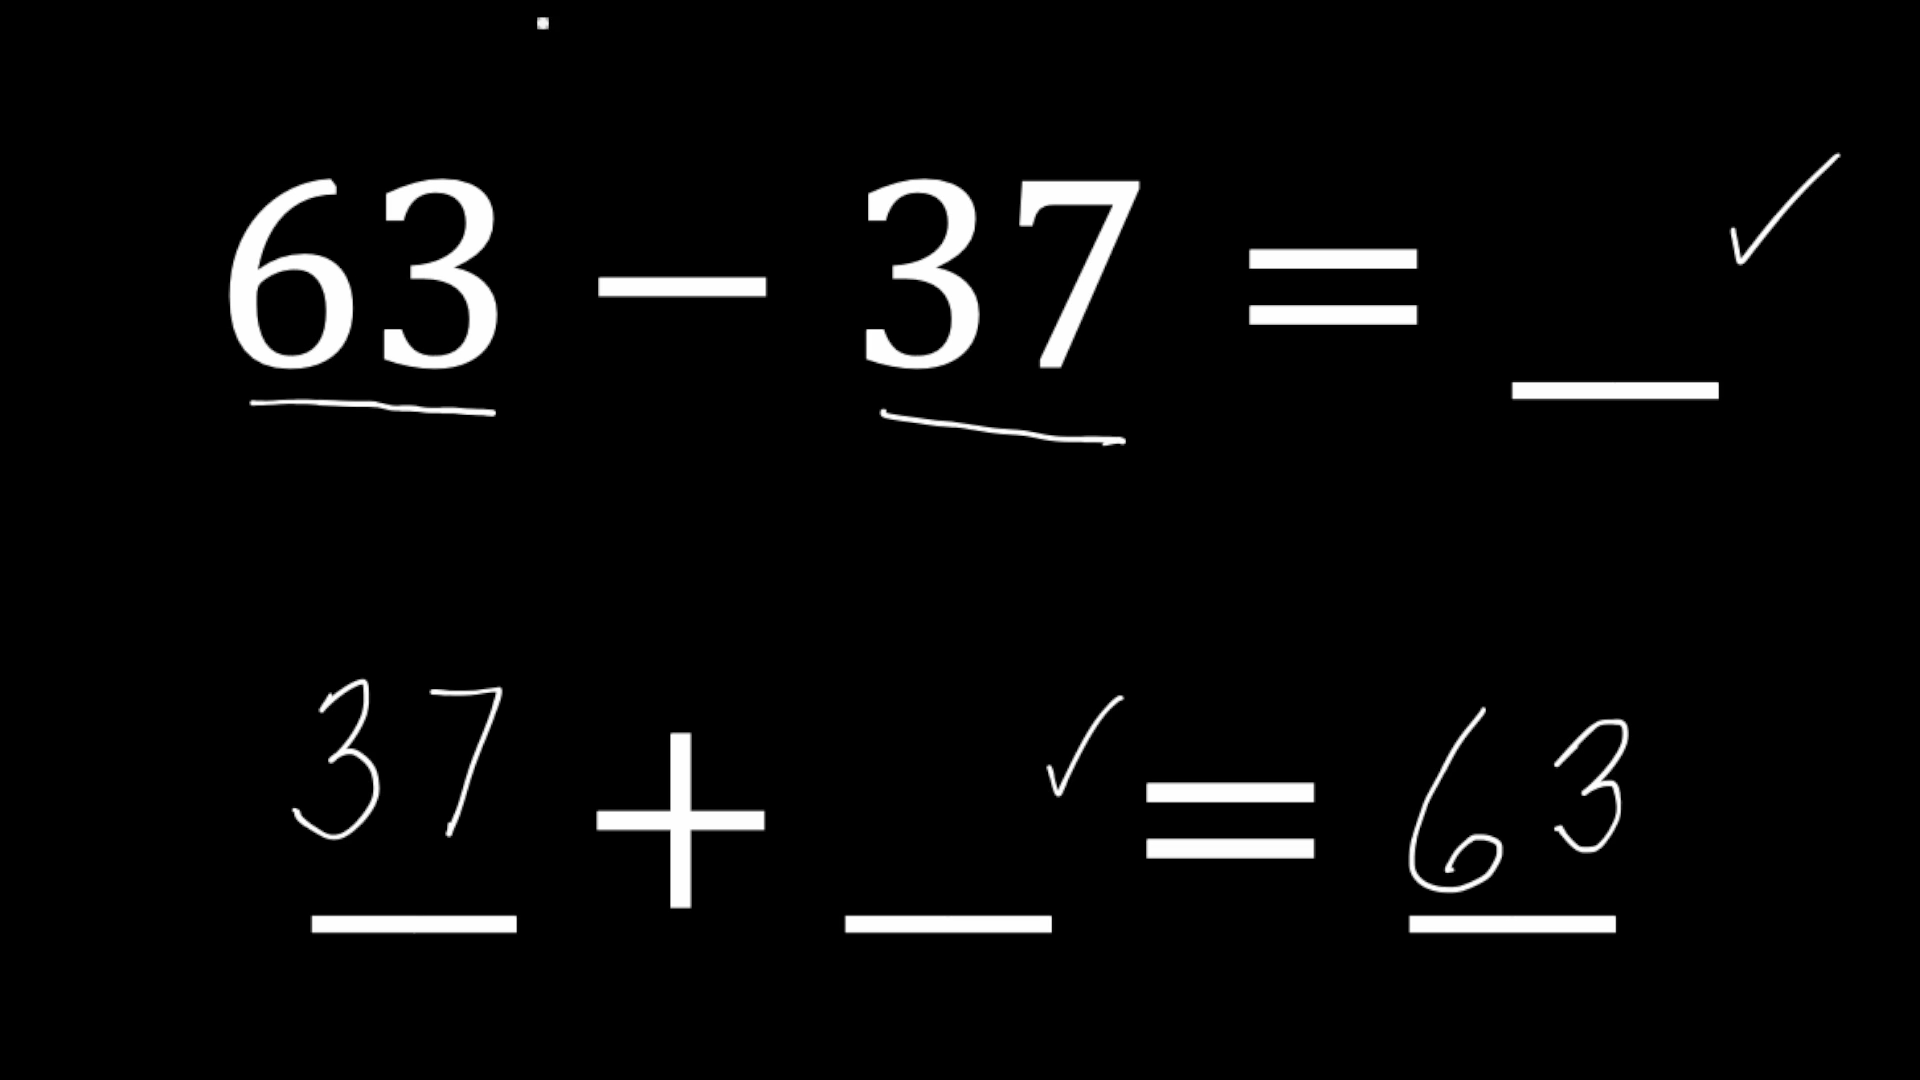 63 − 37 = __ ✓
37 + __ ✓ = 63